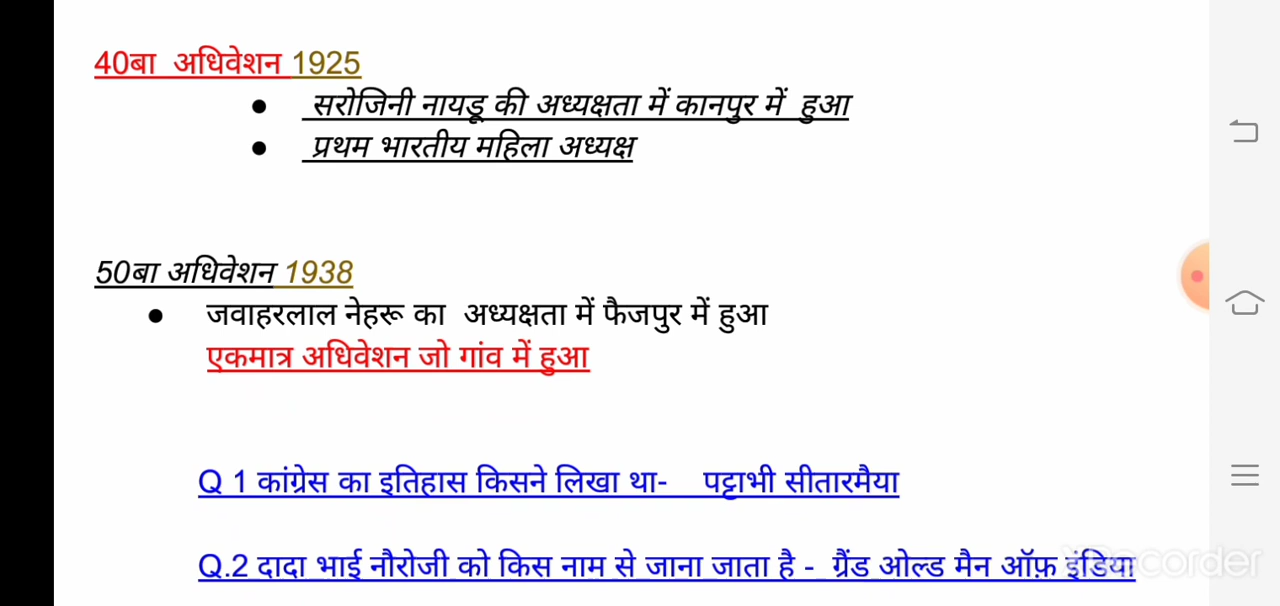 40बा अधिवेशन 1925
● सरोजिनी नायडू की अध्यक्षता में कानपुर में हुआ
● प्रथम भारतीय महिला अध्यक्ष
50बा अधिवेशन 1938
● जवाहरलाल नेहरू का अध्यक्षता में फैजपुर में हुआ
एकमात्र अधिवेशन जो गांव में हुआ
Q 1 कांग्रेस का इतिहास किसने लिखा था- पट्टाभी सीतारमैया
Q.2 दादा भाई नौरोजी को किस नाम से जाना जाता है - ग्रैंड ओल्ड मैन ऑफ़ इंडिया
XRecorder